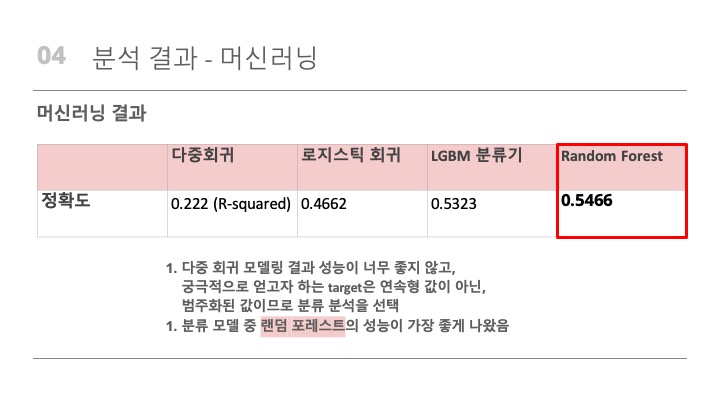 04 분석 결과 - 머신러닝
머신러닝 결과
다중회귀 로지스틱 회귀 LGBM 분류기 Random Forest
정확도 0.222 (R-squared) 0.4662 0.5323 0.5466
1. 다중 회귀 모델링 결과 성능이 너무 좋지 않고,
궁극적으로 얻고자 하는 target은 연속형 값이 아닌,
범주화된 값이므로 분류 분석을 선택
1. 분류 모델 중 랜덤 포레스트의 성능이 가장 좋게 나왔음